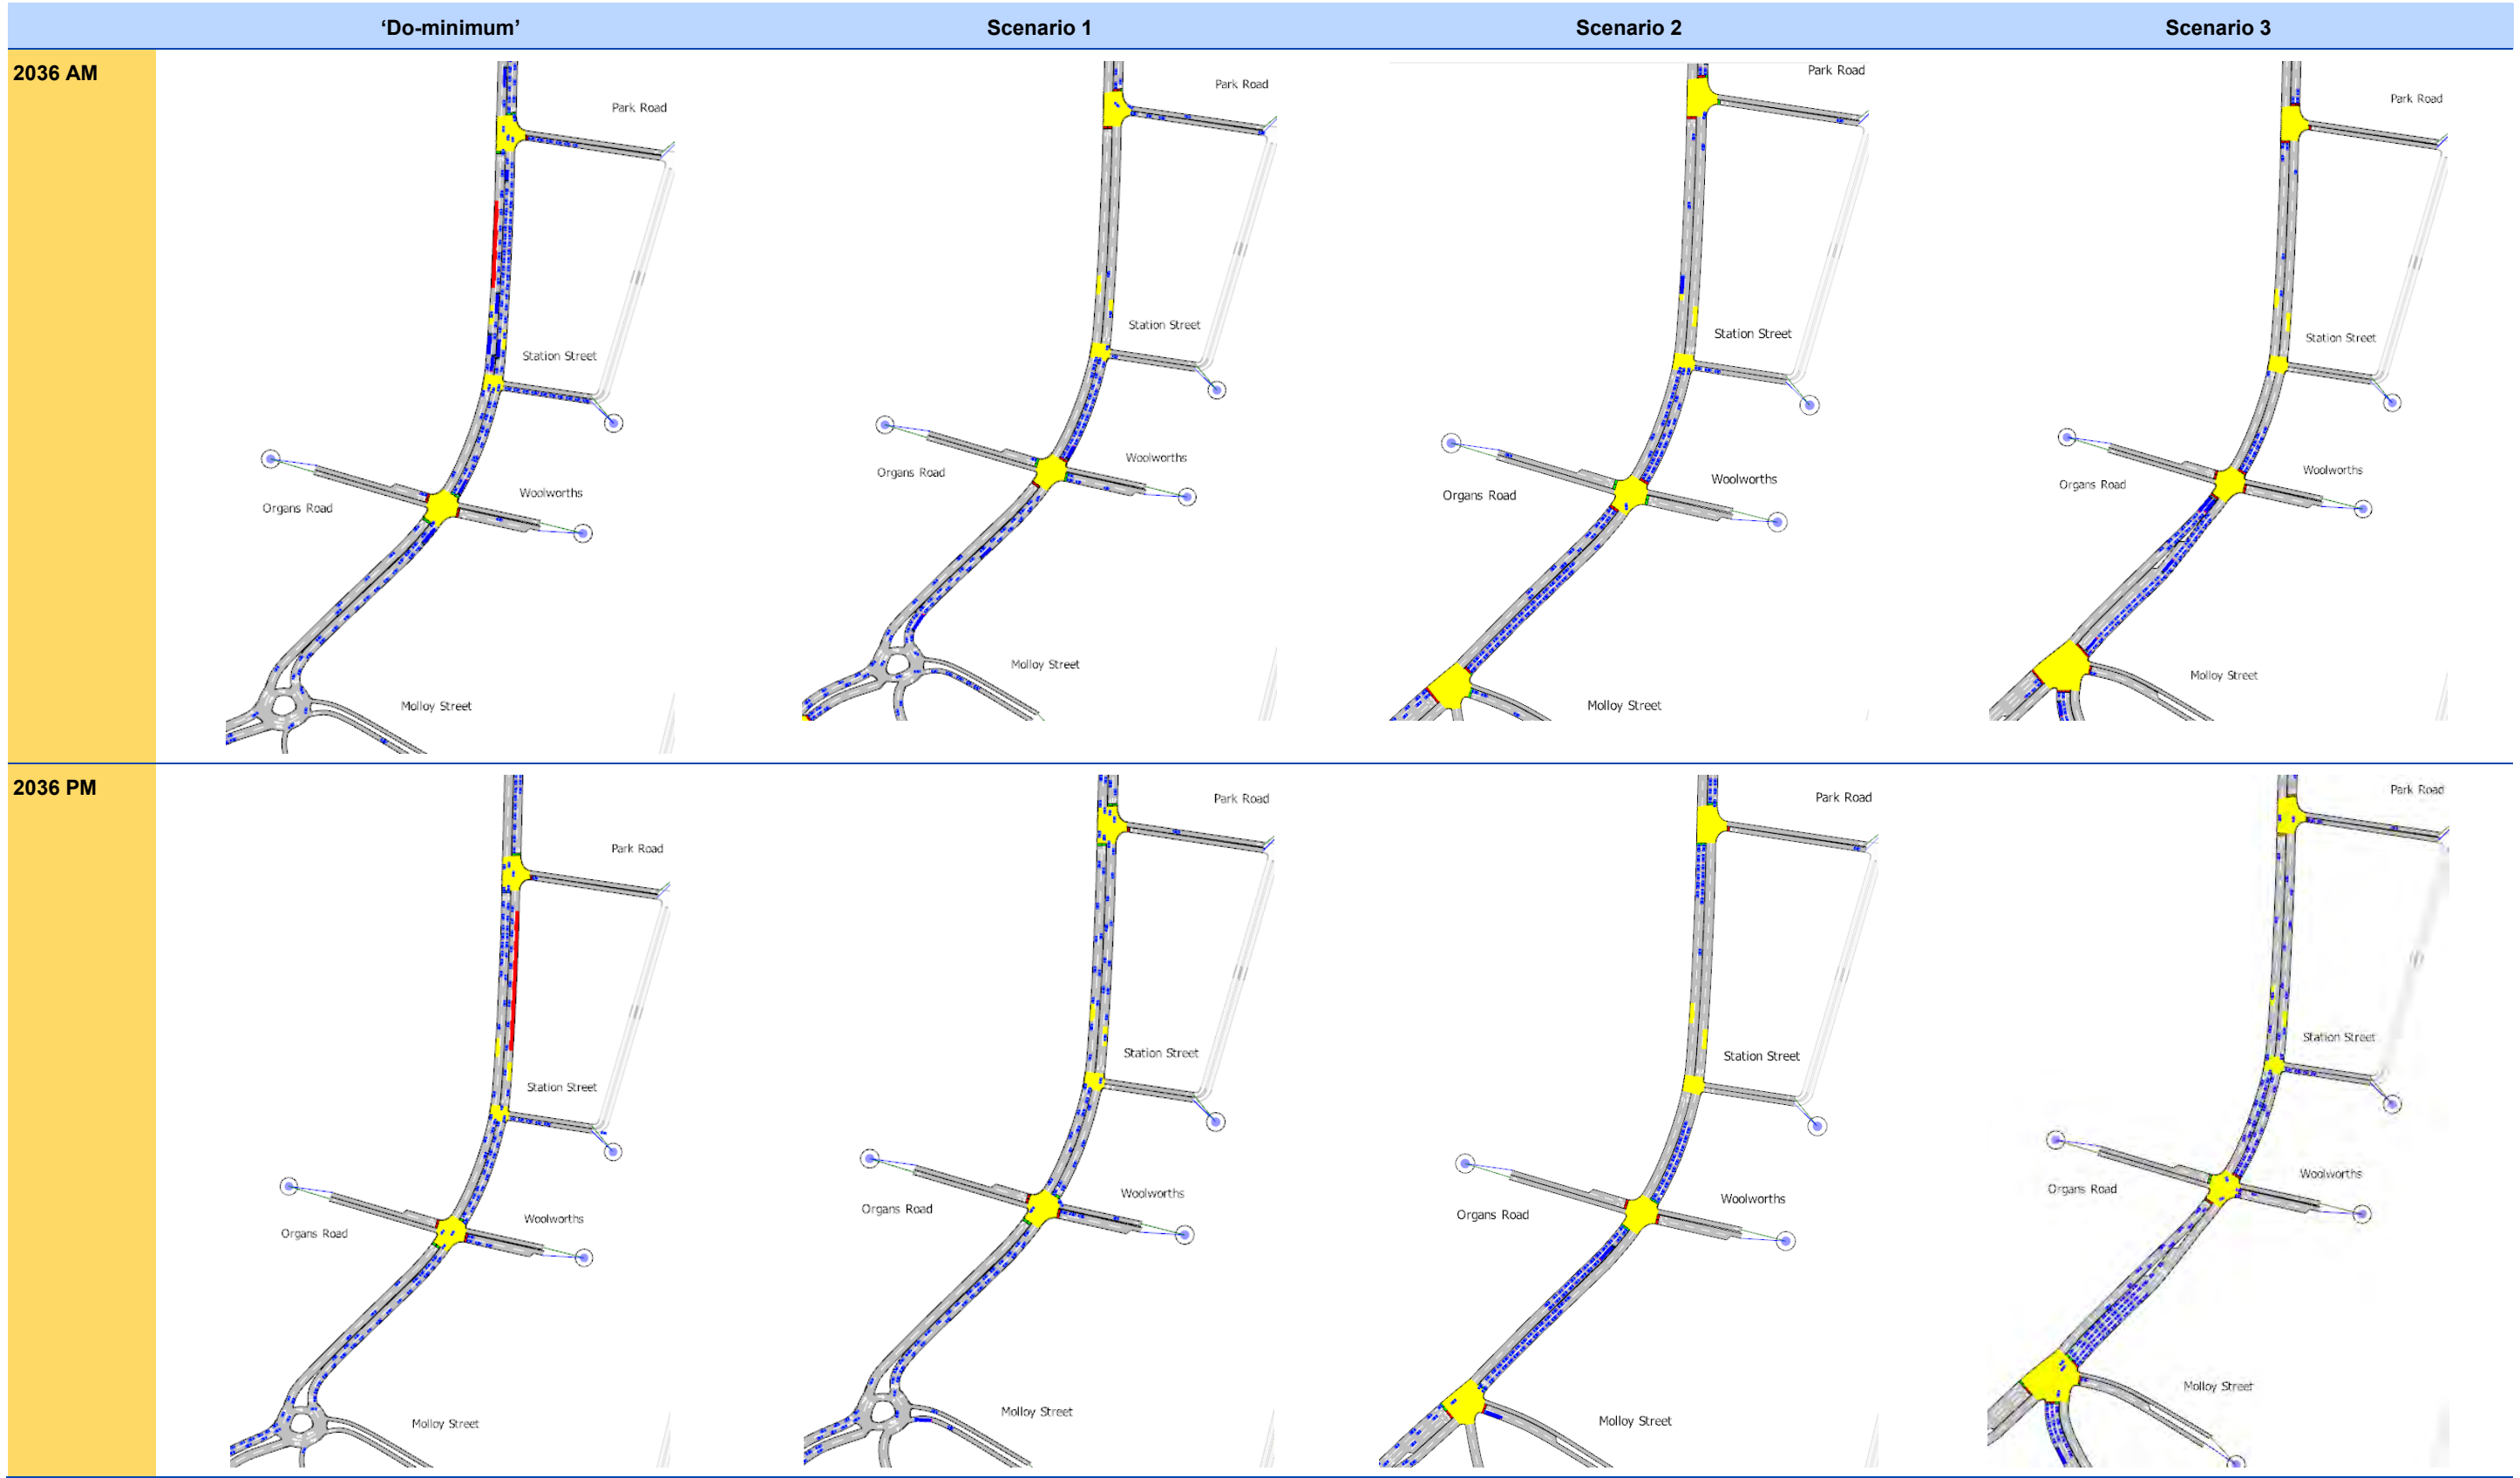 ‘Do-minimum’
Scenario 1
Scenario 2
Scenario 3
2036 AM
Park Road
Station Street
Woolworths
Organs Road
Molloy Street
Park Road
Station Street
Woolworths
Organs Road
Molloy Street
Park Road
Station Street
Woolworths
Organs Road
Molloy Street
Park Road
Station Street
Woolworths
Organs Road
Molloy Street
2036 PM
Park Road
Station Street
Woolworths
Organs Road
Molloy Street
Park Road
Station Street
Woolworths
Organs Road
Molloy Street
Park Road
Station Street
Woolworths
Organs Road
Molloy Street
Park Road
Station Street
Woolworths
Organs Road
Molloy Street